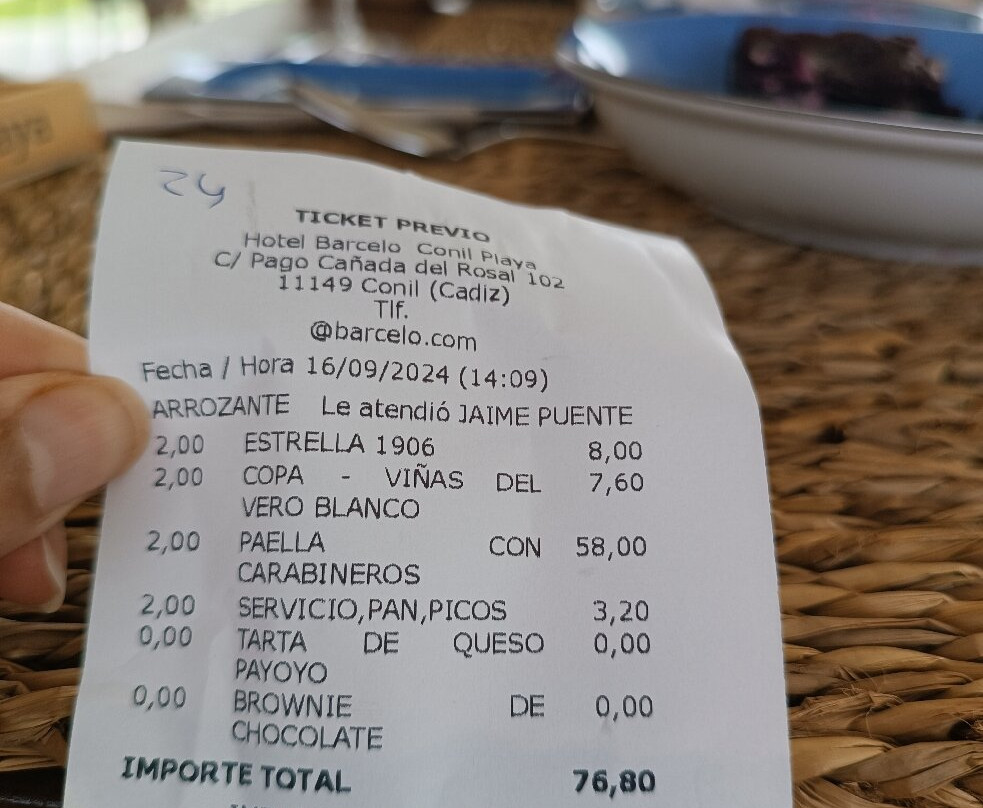 24
TICKET PREVIO
Hotel Barcelo Conil Playa
C/ Pago Cañada del Rosal 102
11149 Conil (Cadiz)
Tlf.
@barcelo.com
Fecha / Hora 16/09/2024 (14:09)
ARROZANTE Le atendió JAIME PUENTE
2,00 ESTRELLA 1906 8,00
2,00 COPA - VIÑAS DEL 7,60
VERO BLANCO
2,00 PAELLA CON 58,00
CARABINEROS
2,00 SERVICIO,PAN,PICOS 3,20
0,00 TARTA DE QUESO 0,00
PAYOYO
0,00 BROWNIE DE 0,00
CHOCOLATE
IMPORTE TOTAL 76,80